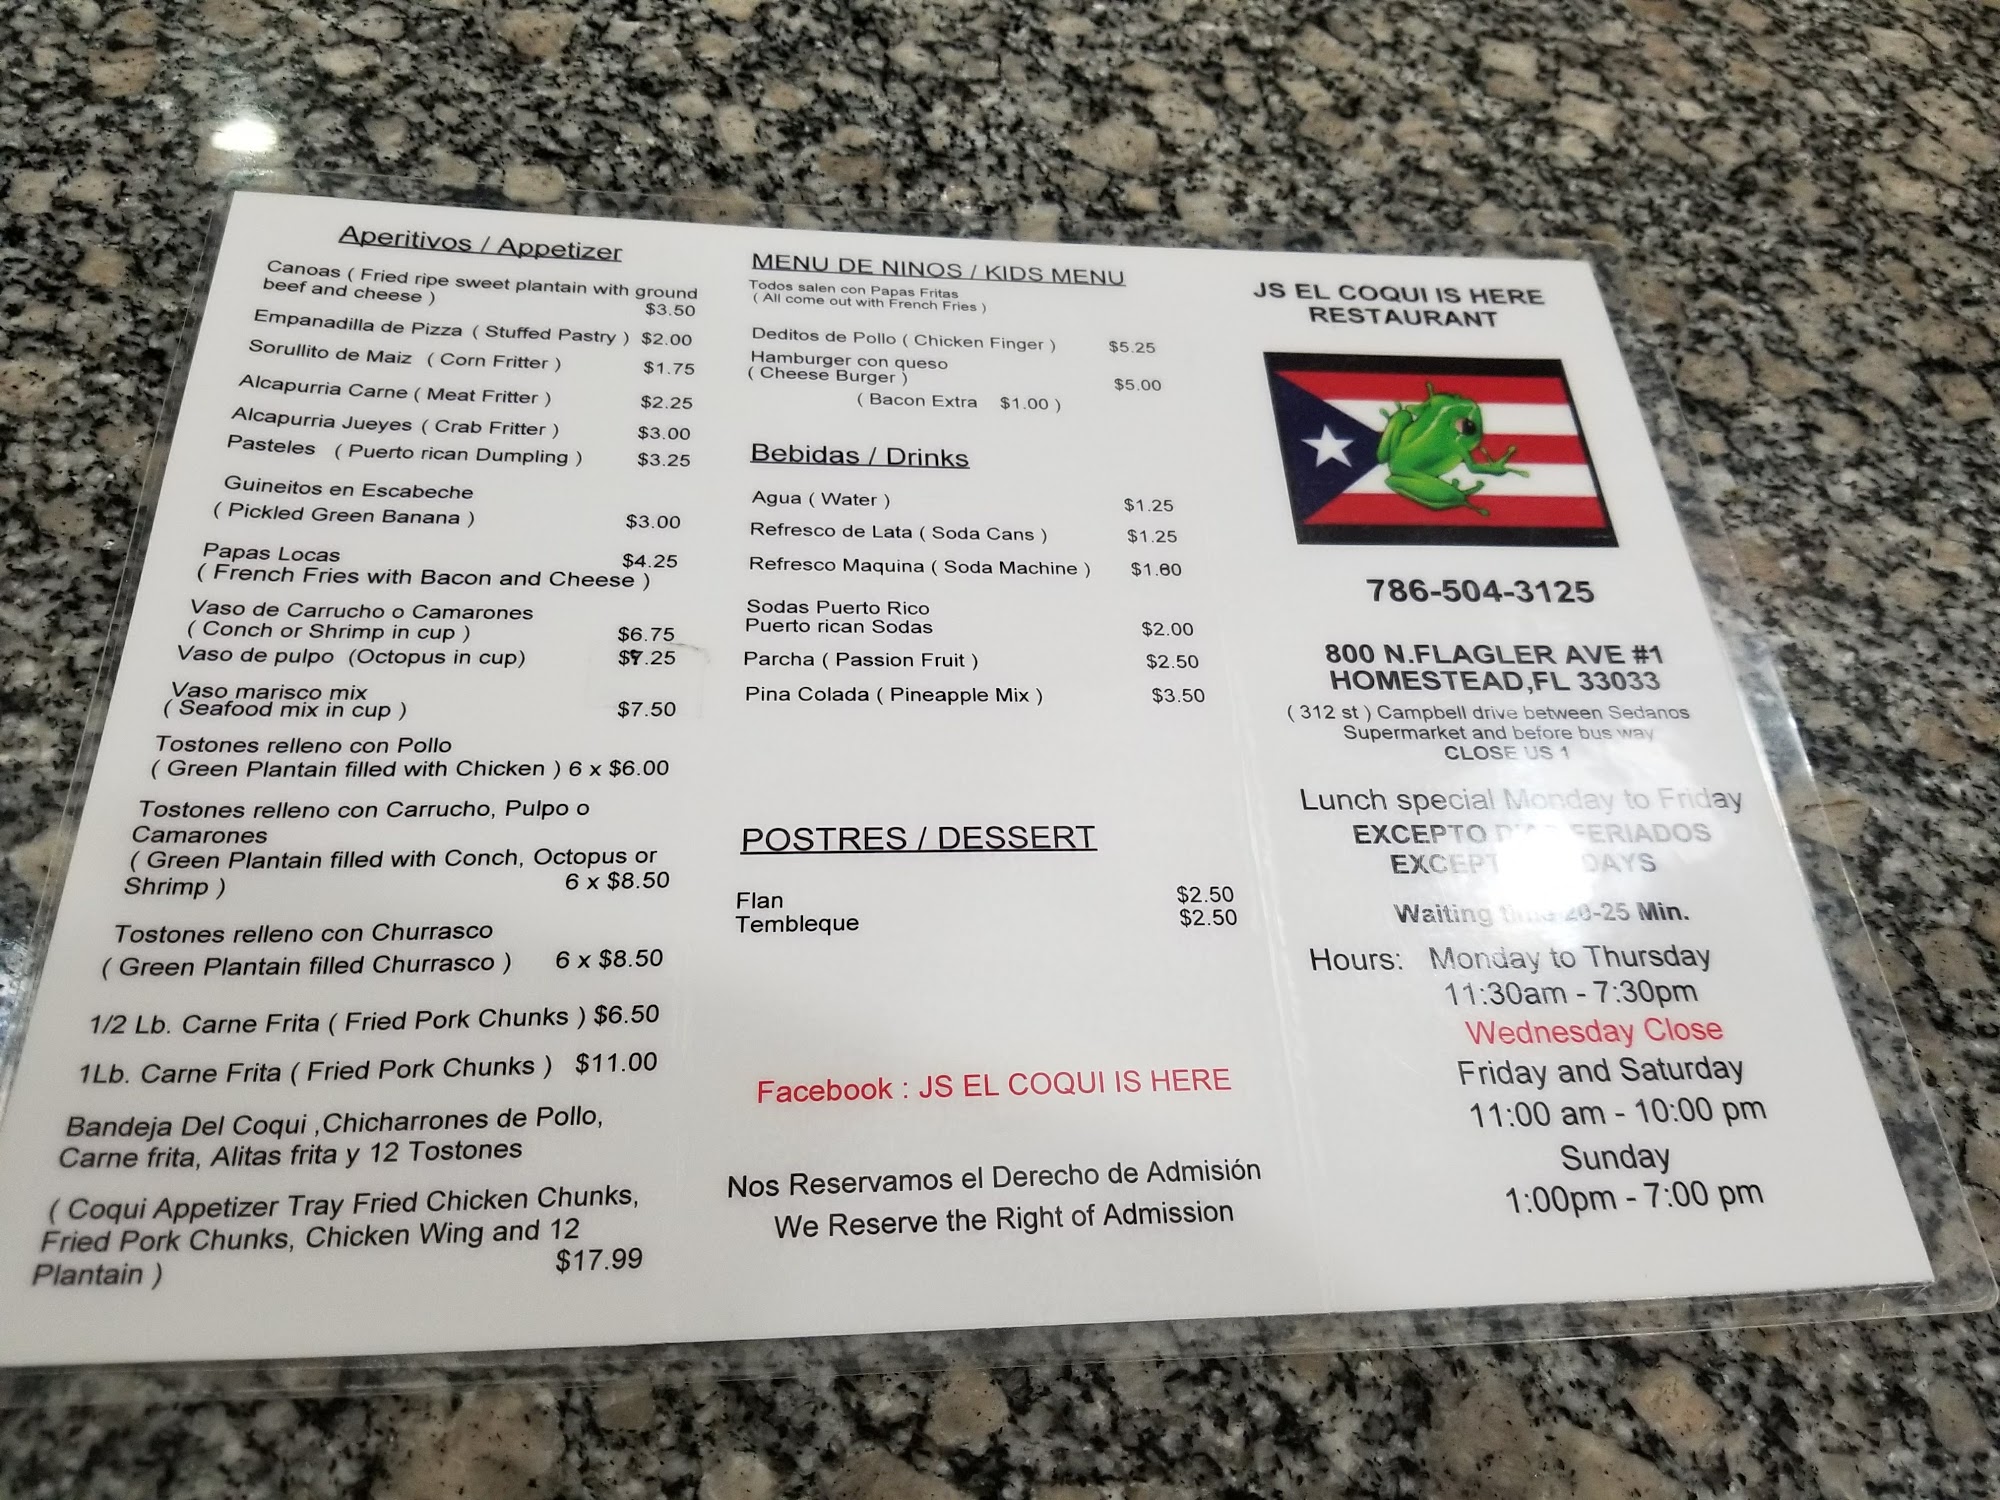 Aperitivos / Appetizer
Canoas ( Fried ripe sweet plantain with ground
beef and cheese )
$3.50
Empanadilla de Pizza ( Stuffed Pastry ) $2.00
Sorullito de Maiz ( Corn Fritter ) $1.75
Alcapurria Carne ( Meat Fritter ) $2.25
Alcapurria Jueyes ( Crab Fritter ) $3.00
Pasteles ( Puerto rican Dumpling ) $3.25
Guineitos en Escabeche
( Pickled Green Banana ) $3.00
Papas Locas $4.25
( French Fries with Bacon and Cheese )
Vaso de Carrucho o Camarones
( Conch or Shrimp in cup ) $6.75
Vaso de pulpo (Octopus in cup)
Vaso marisco mix
( Seafood mix in cup ) $7.50
Tostones relleno con Pollo
( Green Plantain filled with Chicken ) 6 x $6.00
Tostones relleno con Carrucho, Pulpo o
Camarones
( Green Plantain filled with Conch, Octopus or
Shrimp ) 6 x $8.50
Tostones relleno con Churrasco
( Green Plantain filled Churrasco ) 6 x $8.50
1/2 Lb. Carne Frita ( Fried Pork Chunks ) $6.50
1Lb. Carne Frita ( Fried Pork Chunks ) $11.00
Bandeja Del Coqui ,Chicharrones de Pollo,
Carne frita, Alitas frita y 12 Tostones
( Coqui Appetizer Tray Fried Chicken Chunks,
Fried Pork Chunks, Chicken Wing and 12
Plantain ) $17.99
MENU DE NINOS / KIDS MENU
Todos salen con Papas Fritas
( All come out with French Fries )
Deditos de Pollo ( Chicken Finger ) $5.25
Hamburger con queso
( Cheese Burger ) $5.00
( Bacon Extra $1.00 )
Bebidas / Drinks
Agua ( Water ) $1.25
Refresco de Lata ( Soda Cans ) $1.25
Refresco Maquina ( Soda Machine )
Sodas Puerto Rico
Puerto rican Sodas $2.00
Parcha ( Passion Fruit ) $2.50
Pina Colada ( Pineapple Mix ) $3.50
POSTRES / DESSERT
Flan $2.50
Tembleque $2.50
Facebook : JS EL COQUI IS HERE
Nos Reservamos el Derecho de Admisión
We Reserve the Right of Admission
JS EL COQUI IS HERE
RESTAURANT
786-504-3125
800 N.FLAGLER AVE #1
HOMESTEAD,FL 33033
( 312 st ) Campbell drive between Sedanos
Supermarket and before bus way
CLOSE US 1
Lunch special Monday to Friday
EXCEPTO FERIADOS
Waiting time 20-25 Min.
Hours: Monday to Thursday
11:30am - 7:30pm
Wednesday Close
Friday and Saturday
11:00 am - 10:00 pm
Sunday
1:00pm - 7:00 pm